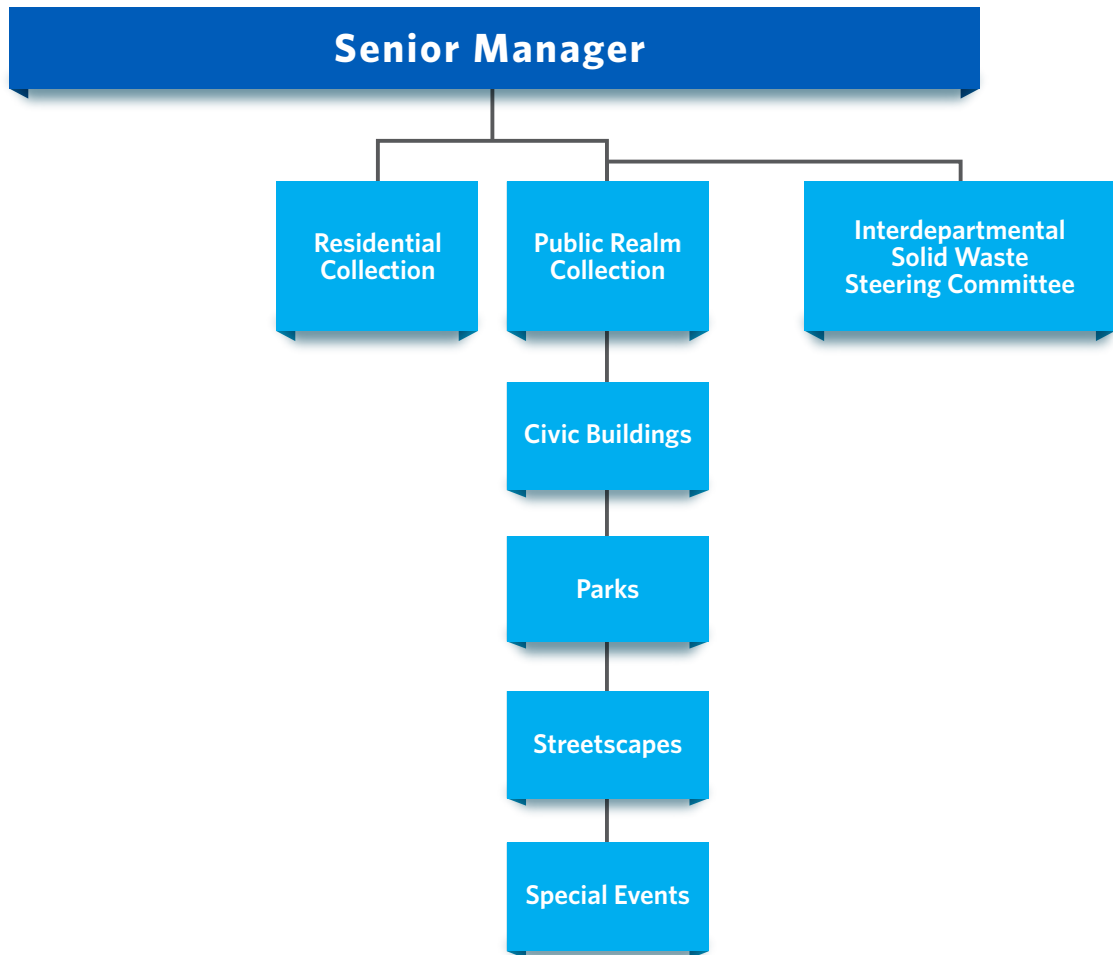 Senior Manager
Residential
Collection
Public Realm
Collection
Interdepartmental
Solid Waste
Steering Committee
Civic Buildings
Parks
Streetscapes
Special Events